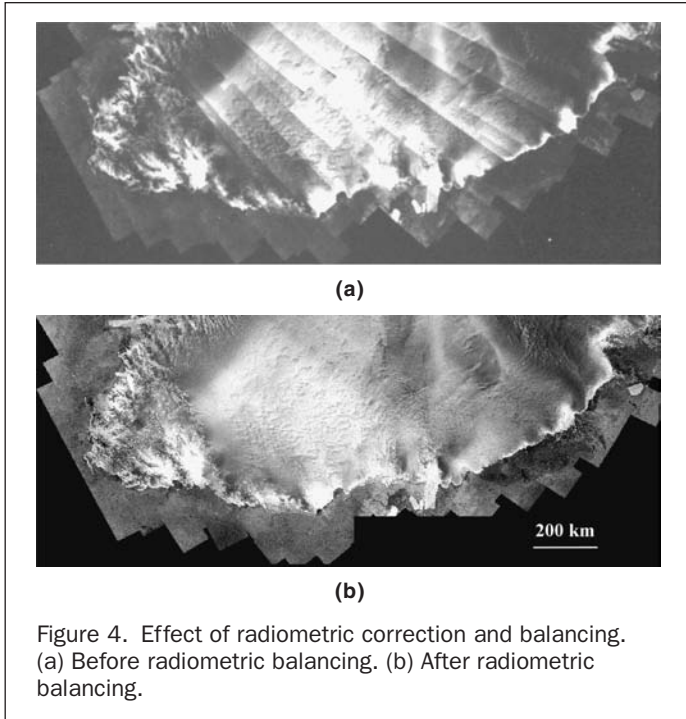 (a)
200 km
(b)
Figure 4. Effect of radiometric correction and balancing.
(a) Before radiometric balancing. (b) After radiometric
balancing.